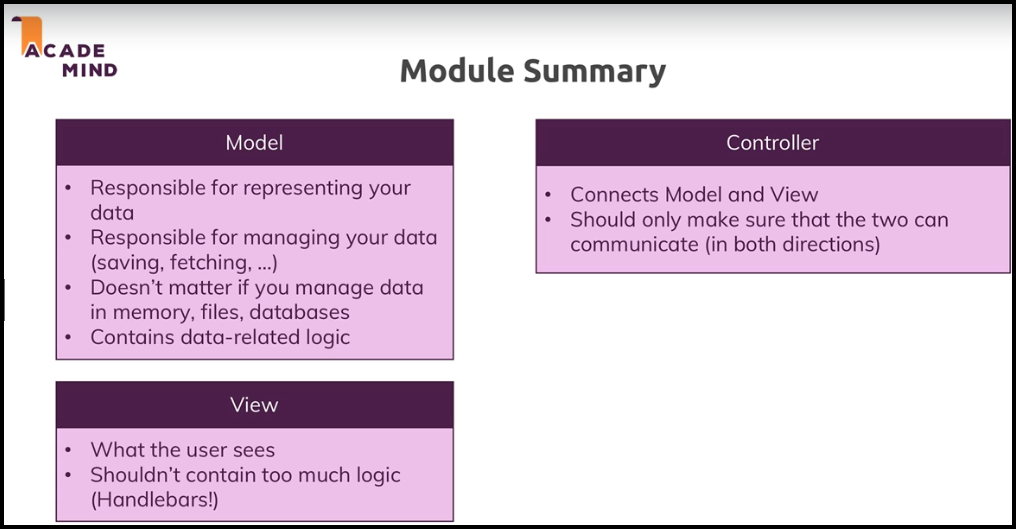 ACADE
MIND
Module Summary
Model
• Responsible for representing your
data
• Responsible for managing your data
(saving, fetching, ...)
• Doesn't matter if you manage data
in memory, files, databases
• Contains data-related logic
Controller
• Connects Model and View
• Should only make sure that the two can
communicate (in both directions)
View
• What the user sees
• Shouldn't contain too much logic
(Handlebars!)